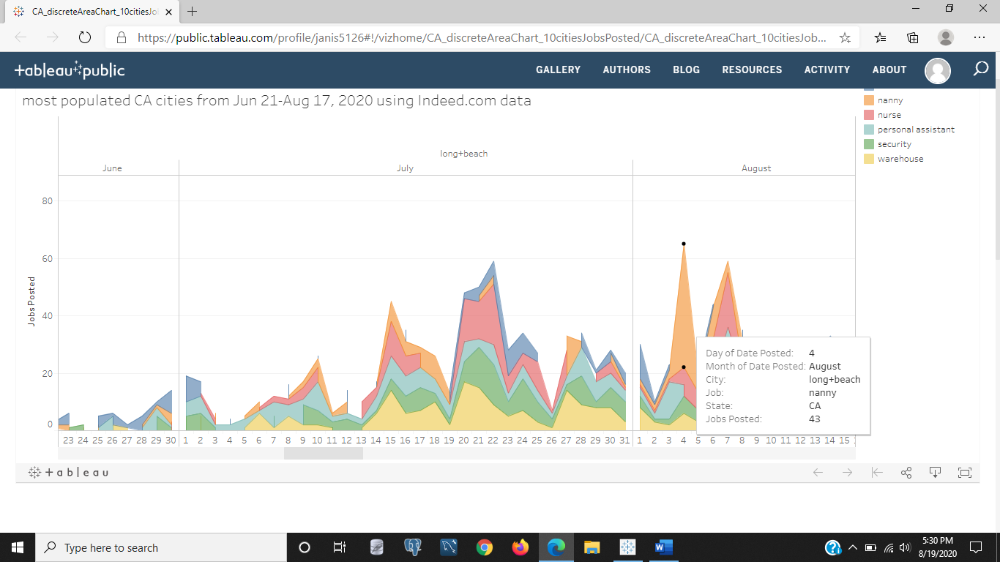 CA_discreteAreaChart_10citiesJo
https://public.tableau.com/profile/janis5126#!/vizhome/CA_discreteAreaChart_10citiesJobsPosted/CA_discreteAreaChart_10citiesJob...
+ableau public
GALLERY AUTHORS BLOG RESOURCES ACTIVITY ABOUT
most populated CA cities from Jun 21-Aug 17, 2020 using Indeed.com data
nanny
nurse
personal assistant
security
warehouse
long+beach
June July August
80
60
40
20
0
Jobs Posted
Day of Date Posted: 4
Month of Date Posted: August
City: long+beach
Job: nanny
State: CA
Jobs Posted: 43
23 24 25 26 27 28 29 30 1 2 3 4 5 6 7 8 9 10 11 12 13 14 15 16 17 18 19 20 21 22 23 24 25 26 27 28 29 30 31 1 2 3 4 5 6 7 8 9 10 11 12 13 14 15
+ableau
Type here to search
5:30 PM
8/19/2020